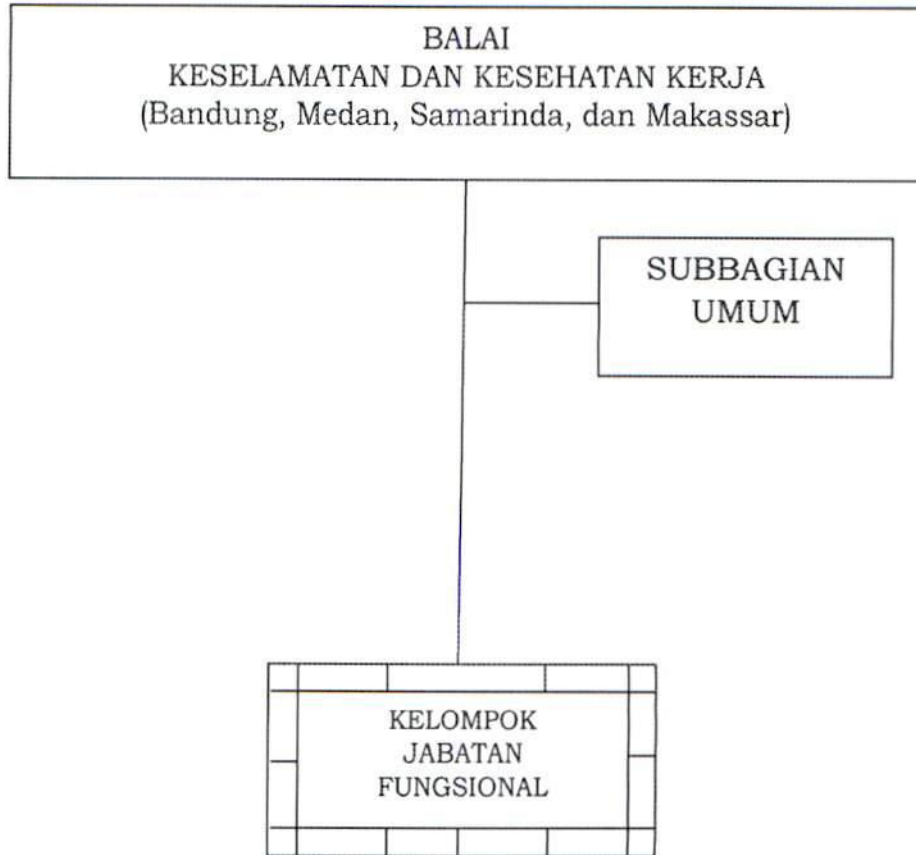 BALAI
KESELAMATAN DAN KESEHATAN KERJA
(Bandung, Medan, Samarinda, dan Makassar)
SUBBAGIAN
UMUM
KELOMPOK
JABATAN
FUNGSIONAL